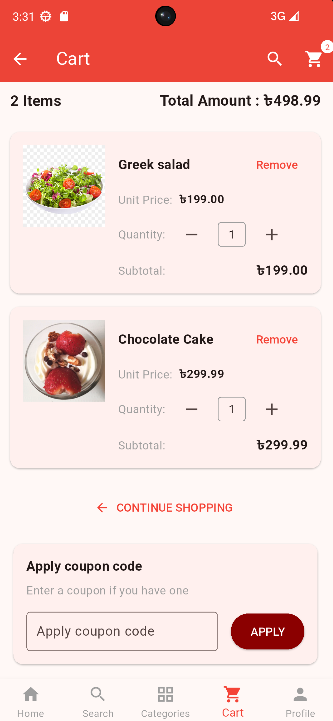 3:31 3G
Cart 2
2 Items Total Amount : ৳498.99
Greek salad Remove
Unit Price: ৳199.00
Quantity: 1
Subtotal: ৳199.00
Chocolate Cake Remove
Unit Price: ৳299.99
Quantity: 1
Subtotal: ৳299.99
CONTINUE SHOPPING
Apply coupon code
Enter a coupon if you have one
Apply coupon code APPLY
Home Search Categories Cart Profile